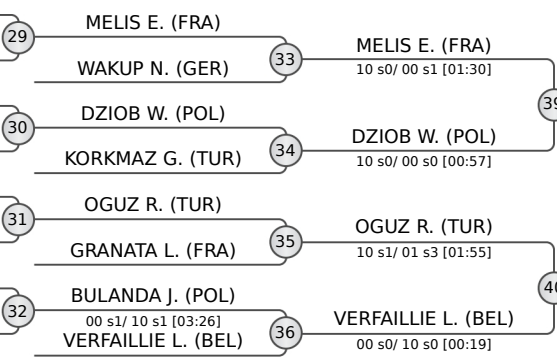 29
MELIS E. (FRA)
WAKUP N. (GER)
33
MELIS E. (FRA)
10 s0/ 00 s1 [01:30]
30
DZIOB W. (POL)
KORKMAZ G. (TUR)
34
DZIOB W. (POL)
10 s0/ 00 s0 [00:57]
39
31
OGUZ R. (TUR)
GRANATA L. (FRA)
35
OGUZ R. (TUR)
10 s1/ 01 s3 [01:55]
32
BULANDA J. (POL)
00 s1/ 10 s1 [03:26]
VERFAILLIE L. (BEL)
36
VERFAILLIE L. (BEL)
00 s0/ 10 s0 [00:19]
40